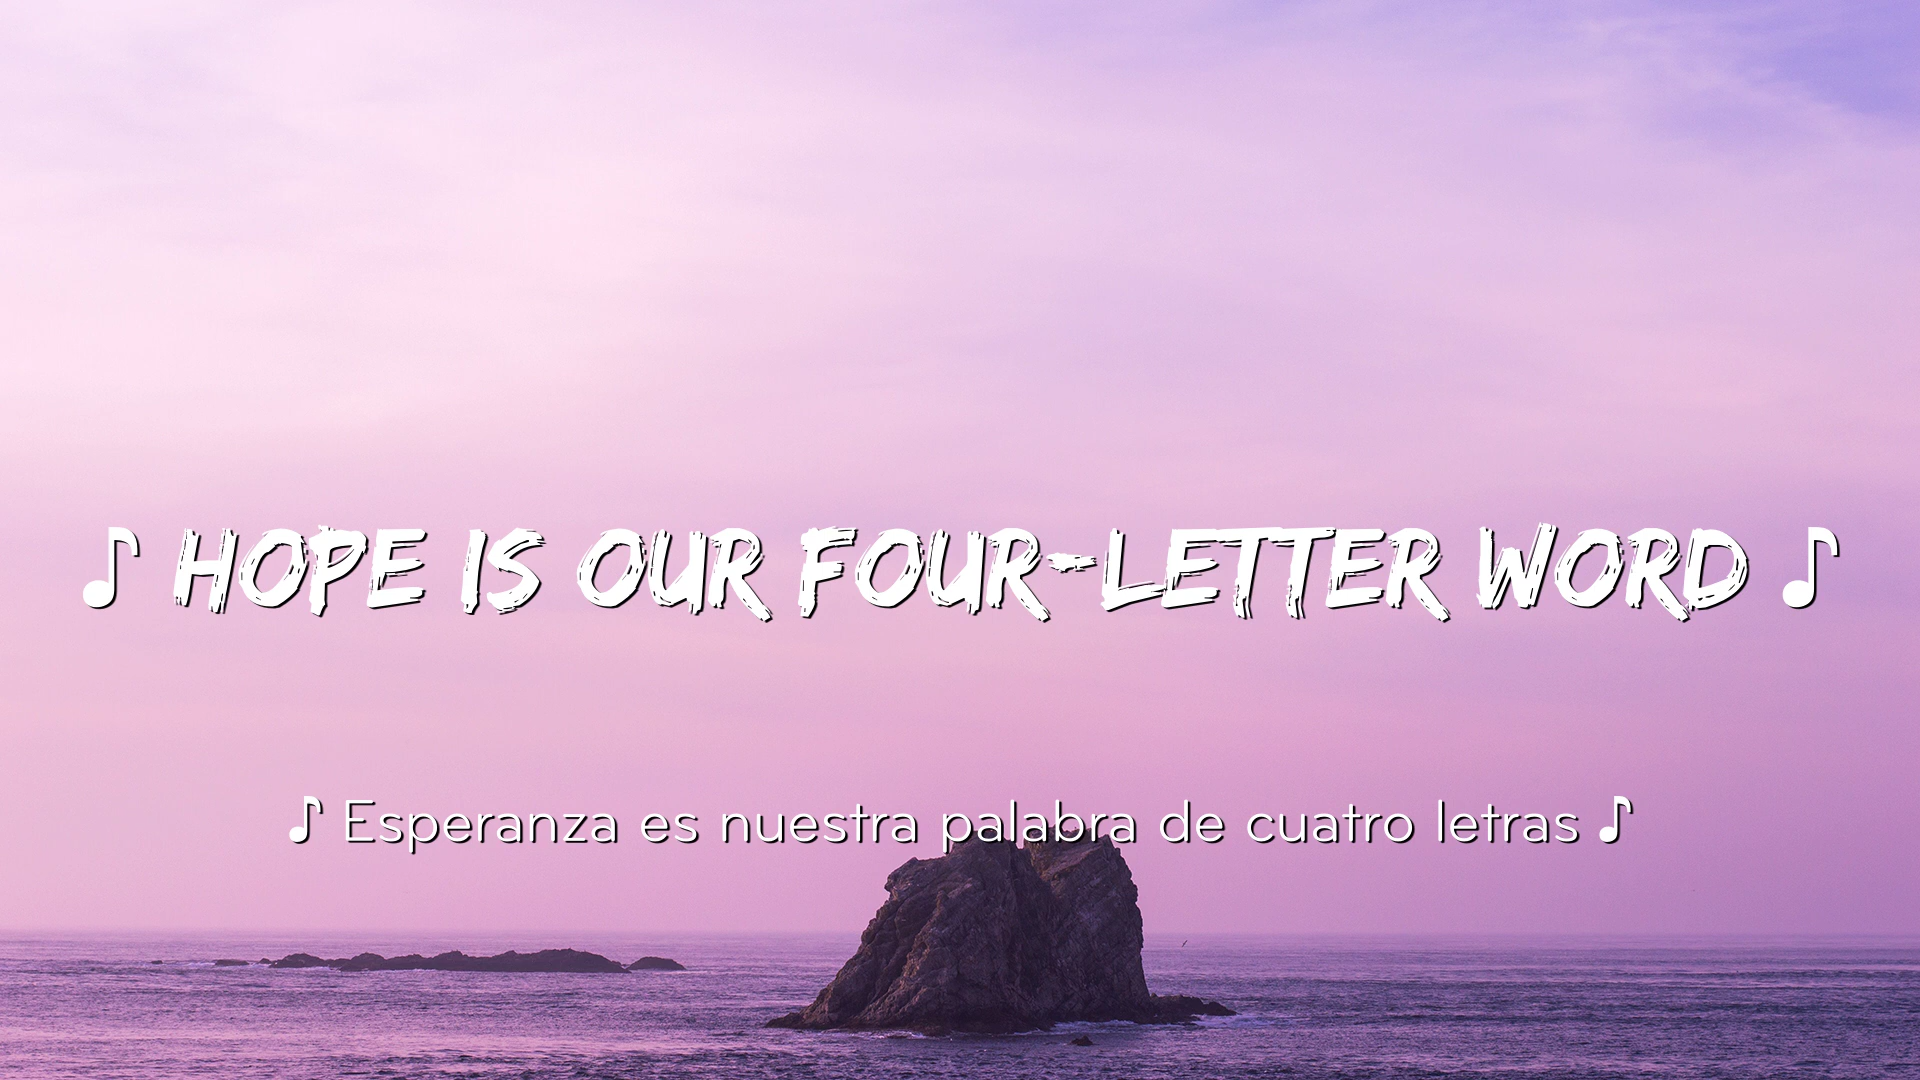 ♪ HOPE IS OUR FOUR-LETTER WORD ♪
♪ Esperanza es nuestra palabra de cuatro letras ♪